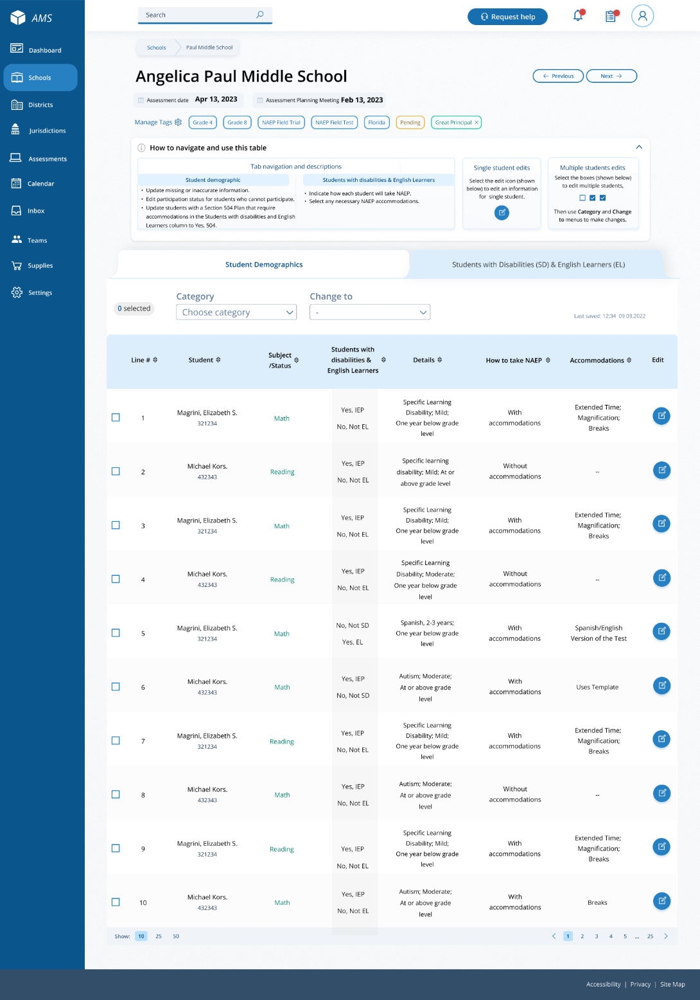 AMS
Search
Request help
Dashboard
Schools
Districts
Jurisdictions
Assessments
Calendar
Inbox
Teams
Supplies
Settings
Schools
Paul Middle School
Angelica Paul Middle School
Previous
Next
Assessment date Apr 13, 2023
Assessment Planning Meeting Feb 13, 2023
Manage Tags
Grade 4
Grade 8
NAEP Field Trial
NAEP Field Test
Florida
Pending
Great Principal ×
How to navigate and use this table
Tab navigation and descriptions
Student demographic
• Update missing or inaccurate information.
• Edit participation status for students who cannot participate.
• Update students with a Section 504 Plan that require
accommodations in the Students with disabilities and English
Learners column to Yes, 504.
Students with disabilities & English Learners
• Indicate how each student will take NAEP.
• Select any necessary NAEP accommodations.
Single student edits
Select the edit icon (shown
below) to edit an information
for single student.
Multiple students edits
Select the boxes (shown below)
to edit multiple students,
Then use Category and Change
to menus to make changes.
Student Demographics
Students with Disabilities (SD) & English Learners (EL)
0 selected
Category
Choose category
Change to
-
Last saved: 12:34 09.03.2022
Line #
Student
Subject
/Status
Students with
disabilities &
English Learners
Details
How to take NAEP
Accommodations
Edit
1
Magrini, Elizabeth S.
321234
Math
Yes, IEP
No, Not EL
Specific Learning
Disability; Mild;
One year below grade
level
With
accommodations
Extended Time;
Magnification;
Breaks
2
Michael Kors.
432343
Reading
Yes, IEP
No, Not EL
Specific learning
disability; Mild; At or
above grade level
Without
accommodations
--
3
Magrini, Elizabeth S.
321234
Math
Yes, IEP
No, Not EL
Specific Learning
Disability; Mild;
One year below grade
level
With
accommodations
Extended Time;
Magnification;
Breaks
4
Michael Kors.
432343
Reading
Yes, IEP
No, Not EL
Specific Learning
Disability; Moderate;
One year below grade
level
Without
accommodations
--
5
Magrini, Elizabeth S.
321234
Math
No, Not SD
Yes, EL
Spanish, 2-3 years;
One year below grade
level
With
accommodations
Spanish/English
Version of the Test
6
Michael Kors.
432343
Math
Yes, IEP
No, Not SD
Autism; Moderate;
At or above grade
level
With
accommodations
Uses Template
7
Magrini, Elizabeth S.
321234
Reading
Yes, IEP
No, Not EL
Specific Learning
Disability; Mild;
One year below grade
level
With
accommodations
Extended Time;
Magnification;
Breaks
8
Michael Kors.
432343
Math
Yes, IEP
No, Not EL
Autism; Moderate;
At or above grade
level
Without
accommodations
--
9
Magrini, Elizabeth S.
321234
Reading
Yes, IEP
No, Not EL
Specific Learning
Disability; Mild;
One year below grade
level
With
accommodations
Extended Time;
Magnification;
Breaks
10
Michael Kors.
432343
Math
Yes, IEP
No, Not EL
Autism; Moderate;
At or above grade
level
With
accommodations
Breaks
Show: 10 25 50
1 2 3 4 5 ... 25
Accessibility | Privacy | Site Map